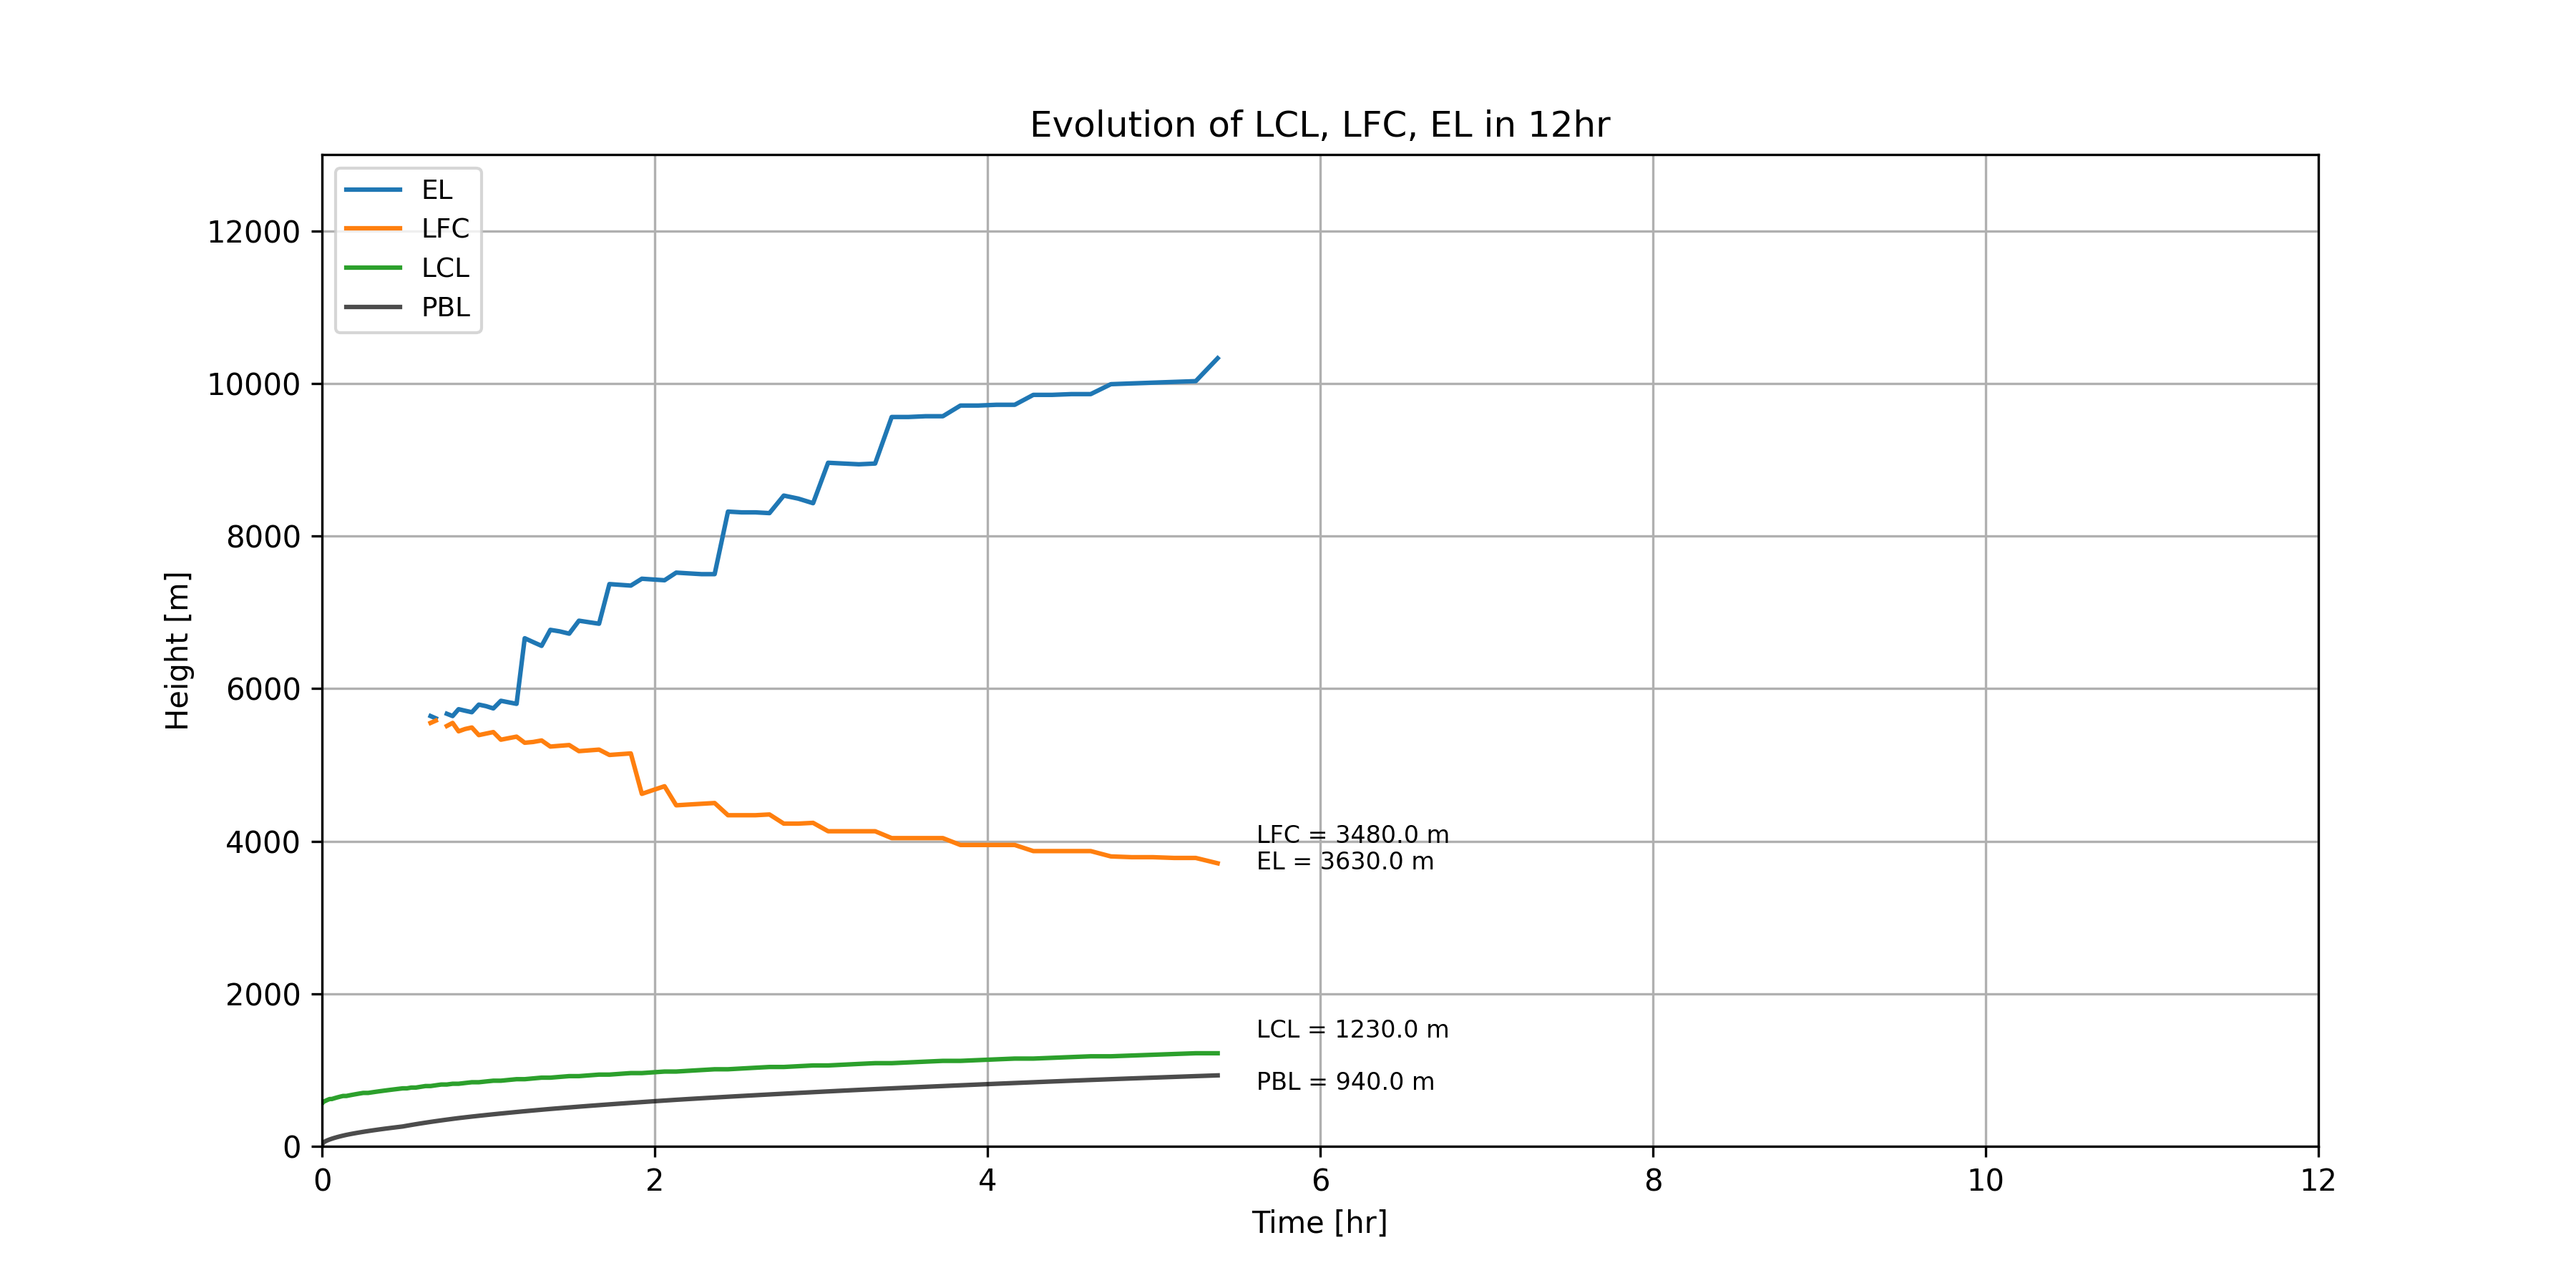 Evolution of LCL, LFC, EL in 12hr
EL
LFC
LCL
PBL
12000
10000
8000
6000
4000
2000
0
Height [m]
LFC = 3480.0 m
EL = 3630.0 m
LCL = 1230.0 m
PBL = 940.0 m
0 2 4 6 8 10 12
Time [hr]